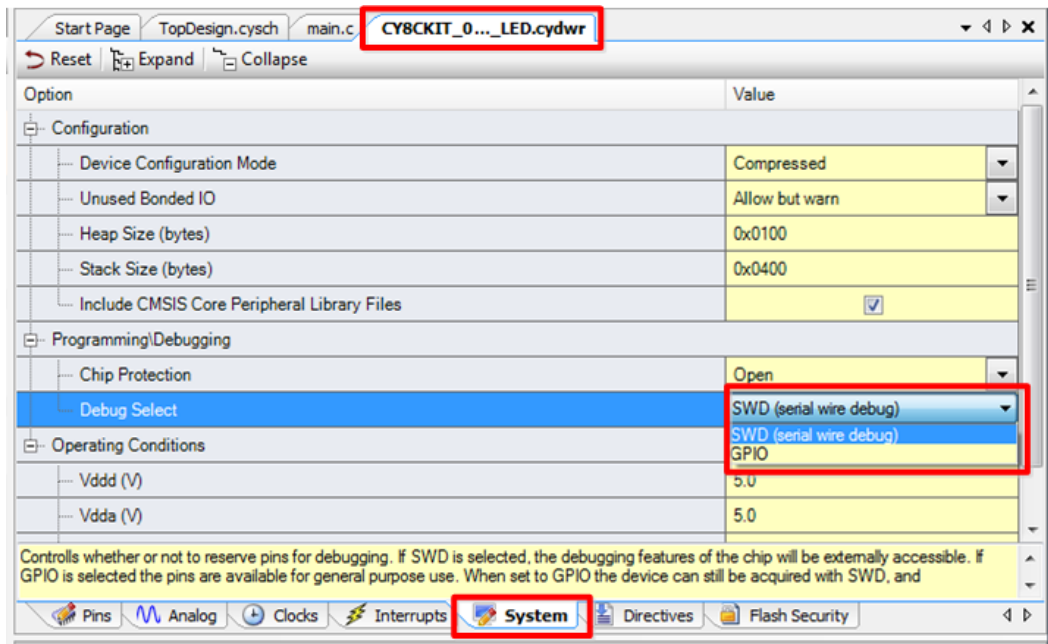 Start Page TopDesign.cysch main.c CY8CKIT_0..._LED.cydwr
Reset Expand Collapse
Option Value
Configuration
Device Configuration Mode Compressed
Unused Bonded IO Allow but warn
Heap Size (bytes) 0x0100
Stack Size (bytes) 0x0400
Include CMSIS Core Peripheral Library Files
Programming\Debugging
Chip Protection Open
Debug Select SWD (serial wire debug)
SWD (serial wire debug)
Operating Conditions GPIO
Vddd (V) 5.0
Vdda (V) 5.0
Controlls whether or not to reserve pins for debugging. If SWD is selected, the debugging features of the chip will be externally accessible. If
GPIO is selected the pins are available for general purpose use. When set to GPIO the device can still be acquired with SWD, and
Pins Analog Clocks Interrupts System Directives Flash Security